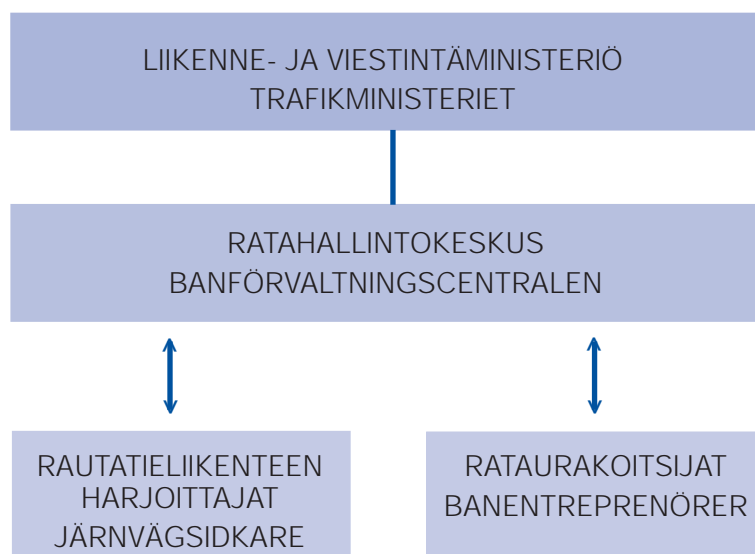 LIIKENNE- JA VIESTINTÄMINISTERIÖ
TRAFIKMINISTERIET
RATAHALLINTOKESKUS
BANFÖRVALTNINGSCENTRALEN
RAUTATIELIIKENTEEN
HARJOITTAJAT
JÄRNVÄGSIDKARE
RATAURAKOITSIJAT
BANENTREPRENÖRER